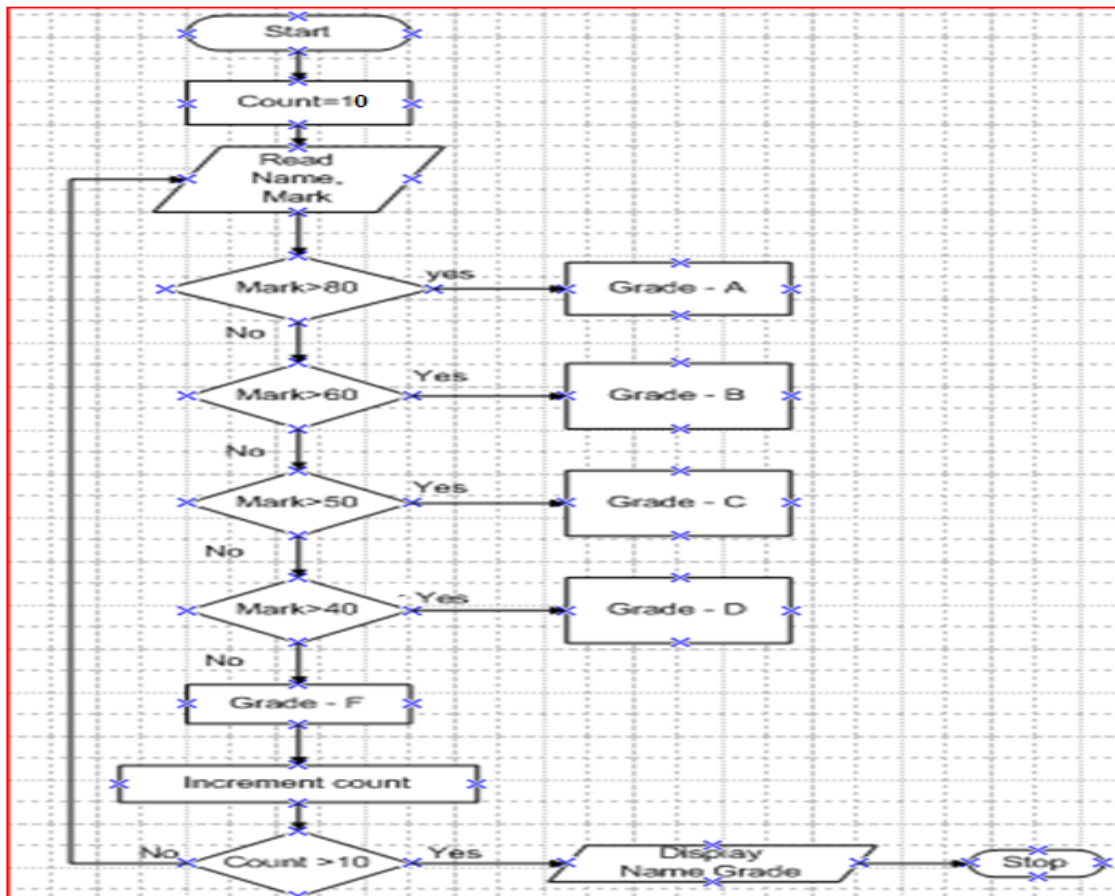 Start
Count=10
Read
Name,
Mark
Mark>80
yes
Grade - A
No
Mark>60
Yes
Grade - B
No
Mark>50
Yes
Grade - C
No
Mark>40
Yes
Grade - D
No
Grade - F
Increment count
No
Count >10
Yes
Display
Name,Grade
Stop